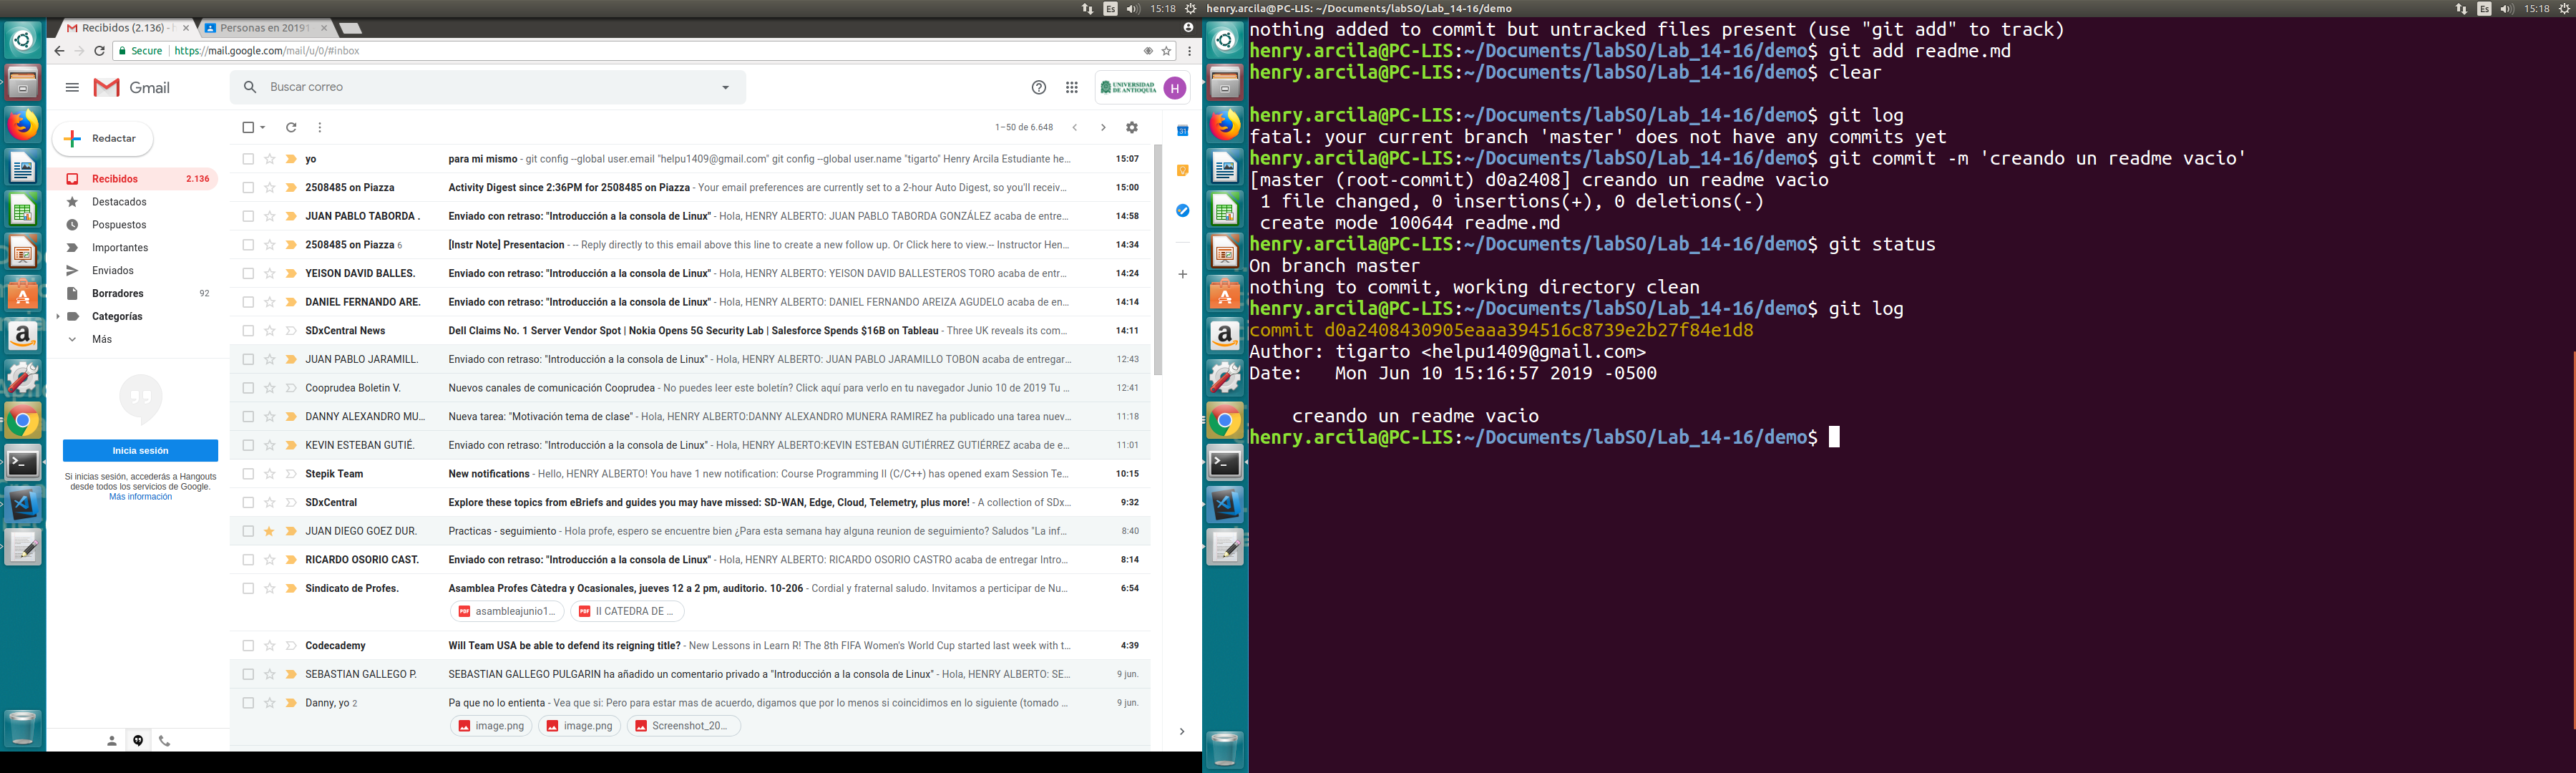 Es 15:18
Recibidos (2.136) - h
Personas en 20191
Secure https://mail.google.com/mail/u/0/#inbox
Gmail
Buscar correo
UNIVERSIDAD DE ANTIOQUIA
H
Redactar
1–50 de 6.648
Recibidos 2.136
Destacados
Pospuestos
Importantes
Enviados
Borradores 92
Categorías
Más
Inicia sesión
Si inicias sesión, accederás a Hangouts
desde todos los servicios de Google.
Más información
yo para mi mismo - git config --global user.email "helpu1409@gmail.com" git config --global user.name "tigarto" Henry Arcila Estudiante he... 15:07
2508485 on Piazza Activity Digest since 2:36PM for 2508485 on Piazza - Your email preferences are currently set to a 2-hour Auto Digest, so you'll receiv... 15:00
JUAN PABLO TABORDA . Enviado con retraso: "Introducción a la consola de Linux" - Hola, HENRY ALBERTO: JUAN PABLO TABORDA GONZÁLEZ acaba de entre... 14:58
2508485 on Piazza 6 [Instr Note] Presentacion - -- Reply directly to this email above this line to create a new follow up. Or Click here to view.-- Instructor Hen... 14:34
YEISON DAVID BALLES. Enviado con retraso: "Introducción a la consola de Linux" - Hola, HENRY ALBERTO: YEISON DAVID BALLESTEROS TORO acaba de entr... 14:24
DANIEL FERNANDO ARE. Enviado con retraso: "Introducción a la consola de Linux" - Hola, HENRY ALBERTO: DANIEL FERNANDO AREIZA AGUDELO acaba de en... 14:14
SDxCentral News Dell Claims No. 1 Server Vendor Spot | Nokia Opens 5G Security Lab | Salesforce Spends $16B on Tableau - Three UK reveals its com... 14:11
JUAN PABLO JARAMILL. Enviado con retraso: "Introducción a la consola de Linux" - Hola, HENRY ALBERTO: JUAN PABLO JARAMILLO TOBON acaba de entregar... 12:43
Cooprudea Boletin V. Nuevos canales de comunicación Cooprudea - No puedes leer este boletín? Click aquí para verlo en tu navegador Junio 10 de 2019 Tu ... 12:41
DANNY ALEXANDRO MU... Nueva tarea: "Motivación tema de clase" - Hola, HENRY ALBERTO:DANNY ALEXANDRO MUNERA RAMIREZ ha publicado una tarea nuev... 11:18
KEVIN ESTEBAN GUTIÉ. Enviado con retraso: "Introducción a la consola de Linux" - Hola, HENRY ALBERTO:KEVIN ESTEBAN GUTIÉRREZ GUTIÉRREZ acaba de e... 11:01
Stepik Team New notifications - Hello, HENRY ALBERTO! You have 1 new notification: Course Programming II (C/C++) has opened exam Session Te... 10:15
SDxCentral Explore these topics from eBriefs and guides you may have missed: SD-WAN, Edge, Cloud, Telemetry, plus more! - A collection of SDx... 9:32
JUAN DIEGO GOEZ DUR. Practicas - seguimiento - Hola profe, espero se encuentre bien ¿Para esta semana hay alguna reunion de seguimiento? Saludos "La inf... 8:40
RICARDO OSORIO CAST. Enviado con retraso: "Introducción a la consola de Linux" - Hola, HENRY ALBERTO: RICARDO OSORIO CASTRO acaba de entregar Intro... 8:14
Sindicato de Profes. Asamblea Profes Càtedra y Ocasionales, jueves 12 a 2 pm, auditorio. 10-206 - Cordial y fraternal saludo. Invitamos a perticipar de Nu... 6:54
PDF asambleajunio1... PDF II CATEDRA DE ...
Codecademy Will Team USA be able to defend its reigning title? - New Lessons in Learn R! The 8th FIFA Women's World Cup started last week with t... 4:39
SEBASTIAN GALLEGO P. SEBASTIAN GALLEGO PULGARIN ha añadido un comentario privado a "Introducción a la consola de Linux" - Hola, HENRY ALBERTO: SE... 9 jun.
Danny, yo 2 Pa que no lo entienta - Vea que si: Pero para estar mas de acuerdo, digamos que por lo menos si coincidimos en lo siguiente (tomado ... 9 jun.
image.png image.png Screenshot_20...
henry.arcila@PC-LIS: ~/Documents/labSO/Lab_14-16/demo Es 15:18
nothing added to commit but untracked files present (use "git add" to track)
henry.arcila@PC-LIS:~/Documents/labSO/Lab_14-16/demo$ git add readme.md
henry.arcila@PC-LIS:~/Documents/labSO/Lab_14-16/demo$ clear
henry.arcila@PC-LIS:~/Documents/labSO/Lab_14-16/demo$ git log
fatal: your current branch 'master' does not have any commits yet
henry.arcila@PC-LIS:~/Documents/labSO/Lab_14-16/demo$ git commit -m 'creando un readme vacio'
[master (root-commit) d0a2408] creando un readme vacio
1 file changed, 0 insertions(+), 0 deletions(-)
create mode 100644 readme.md
henry.arcila@PC-LIS:~/Documents/labSO/Lab_14-16/demo$ git status
On branch master
nothing to commit, working directory clean
henry.arcila@PC-LIS:~/Documents/labSO/Lab_14-16/demo$ git log
commit d0a2408430905eaaa394516c8739e2b27f84e1d8
Author: tigarto <helpu1409@gmail.com>
Date: Mon Jun 10 15:16:57 2019 -0500
creando un readme vacio
henry.arcila@PC-LIS:~/Documents/labSO/Lab_14-16/demo$